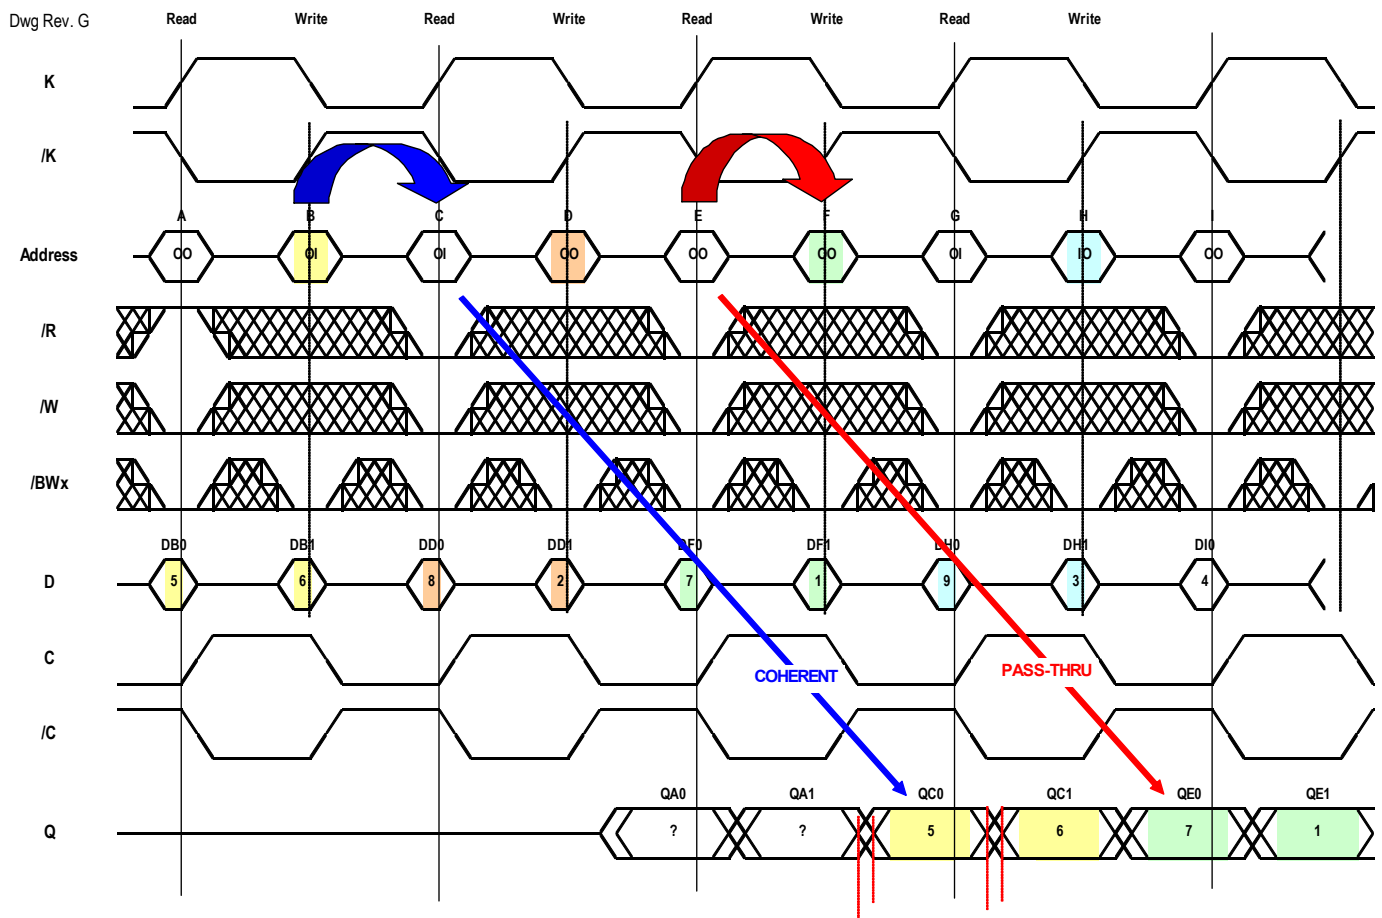 Dwg Rev. G Read Write Read Write Read Write Read Write
K
/K
A B C D E F G H I
Address OO OI OI OO OO OO OI IO OO
/R
/W
/BWx
DB0 DB1 DD0 DD1 DF0 DF1 DH0 DH1 DI0
D 5 6 8 2 7 1 9 3 4
C
COHERENT PASS-THRU
/C
QA0 QA1 QC0 QC1 QE0 QE1
Q ? ? 5 6 7 1